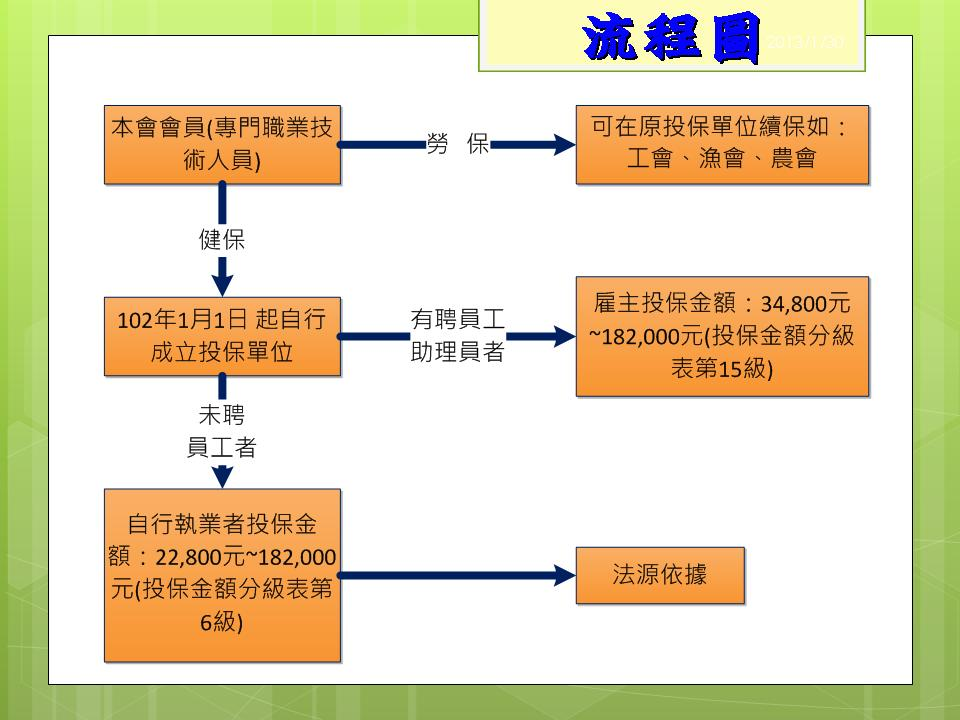 流程圖
2013/1/30
本會會員(專門職業技
術人員)
勞 保
可在原投保單位續保如：
工會、漁會、農會
健保
102年1月1日 起自行
成立投保單位
有聘員工
助理員者
雇主投保金額：34,800元
~182,000元(投保金額分級
表第15級)
未聘
員工者
自行執業者投保金
額：22,800元~182,000
元(投保金額分級表第
6級)
法源依據